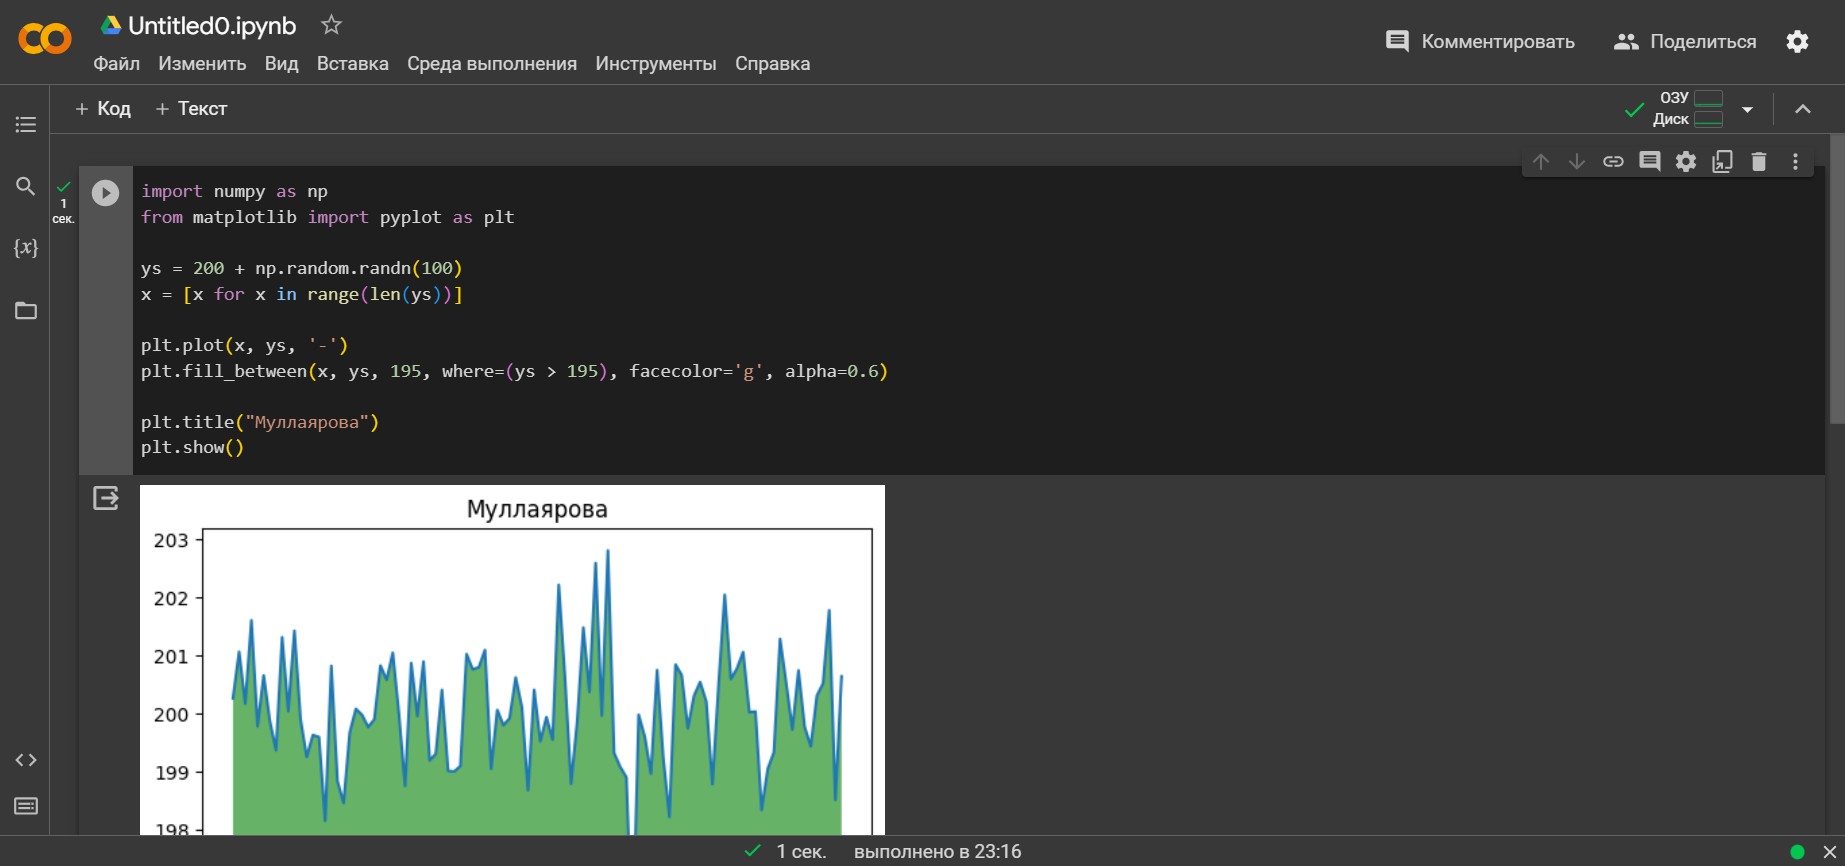 Untitled0.ipynb
Файл Изменить Вид Вставка Среда выполнения Инструменты Справка
Комментировать Поделиться
+ Код + Текст
ОЗУ
Диск
1
сек.
{x}
import numpy as np
from matplotlib import pyplot as plt
ys = 200 + np.random.randn(100)
x = [x for x in range(len(ys))]
plt.plot(x, ys, '-')
plt.fill_between(x, ys, 195, where=(ys > 195), facecolor='g', alpha=0.6)
plt.title("Муллаярова")
plt.show()
Муллаярова
203
202
201
200
199
198
1 сек. выполнено в 23:16